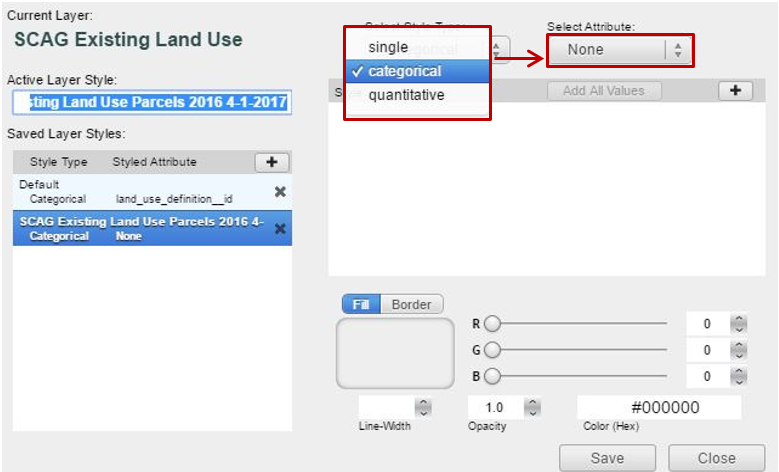 Current Layer:
SCAG Existing Land Use
Active Layer Style:
sting Land Use Parcels 2016 4-1-2017
Saved Layer Styles:
Style Type Styled Attribute +
Default
Categorical land_use_definition__id
SCAG Existing Land Use Parcels 2016 4-
Categorical None
Select Style Type:
single
✓ categorical
quantitative
Select Attribute:
None
Add All Values +
Fill Border
R 0
G 0
B 0
1.0 #000000
Line-Width Opacity Color (Hex)
Save Close